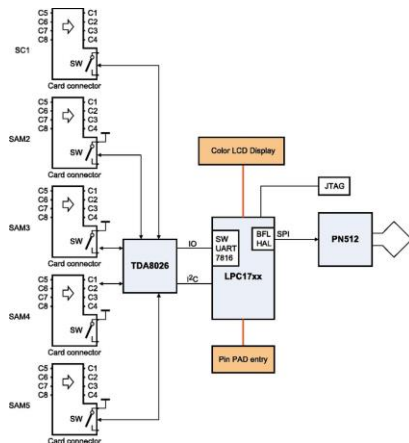 C5 C1
C6 C2
C7 C3
C8 C4
SC1
SW
Card connector
C5 C1
C6 C2
C7 C3
C8 C4
SAM2
SW
Card connector
C5 C1
C6 C2
C7 C3
C8 C4
SAM3
SW
Card connector
C5 C1
C6 C2
C7 C3
C8 C4
SAM4
SW
Card connector
C5 C1
C6 C2
C7 C3
C8 C4
SAM5
SW
Card connector
TDA8026
IO
I²C
Color LCD Display
SW
UART
7816
BFL
HAL
LPC17xx
Pin PAD entry
JTAG
SPI
PN512